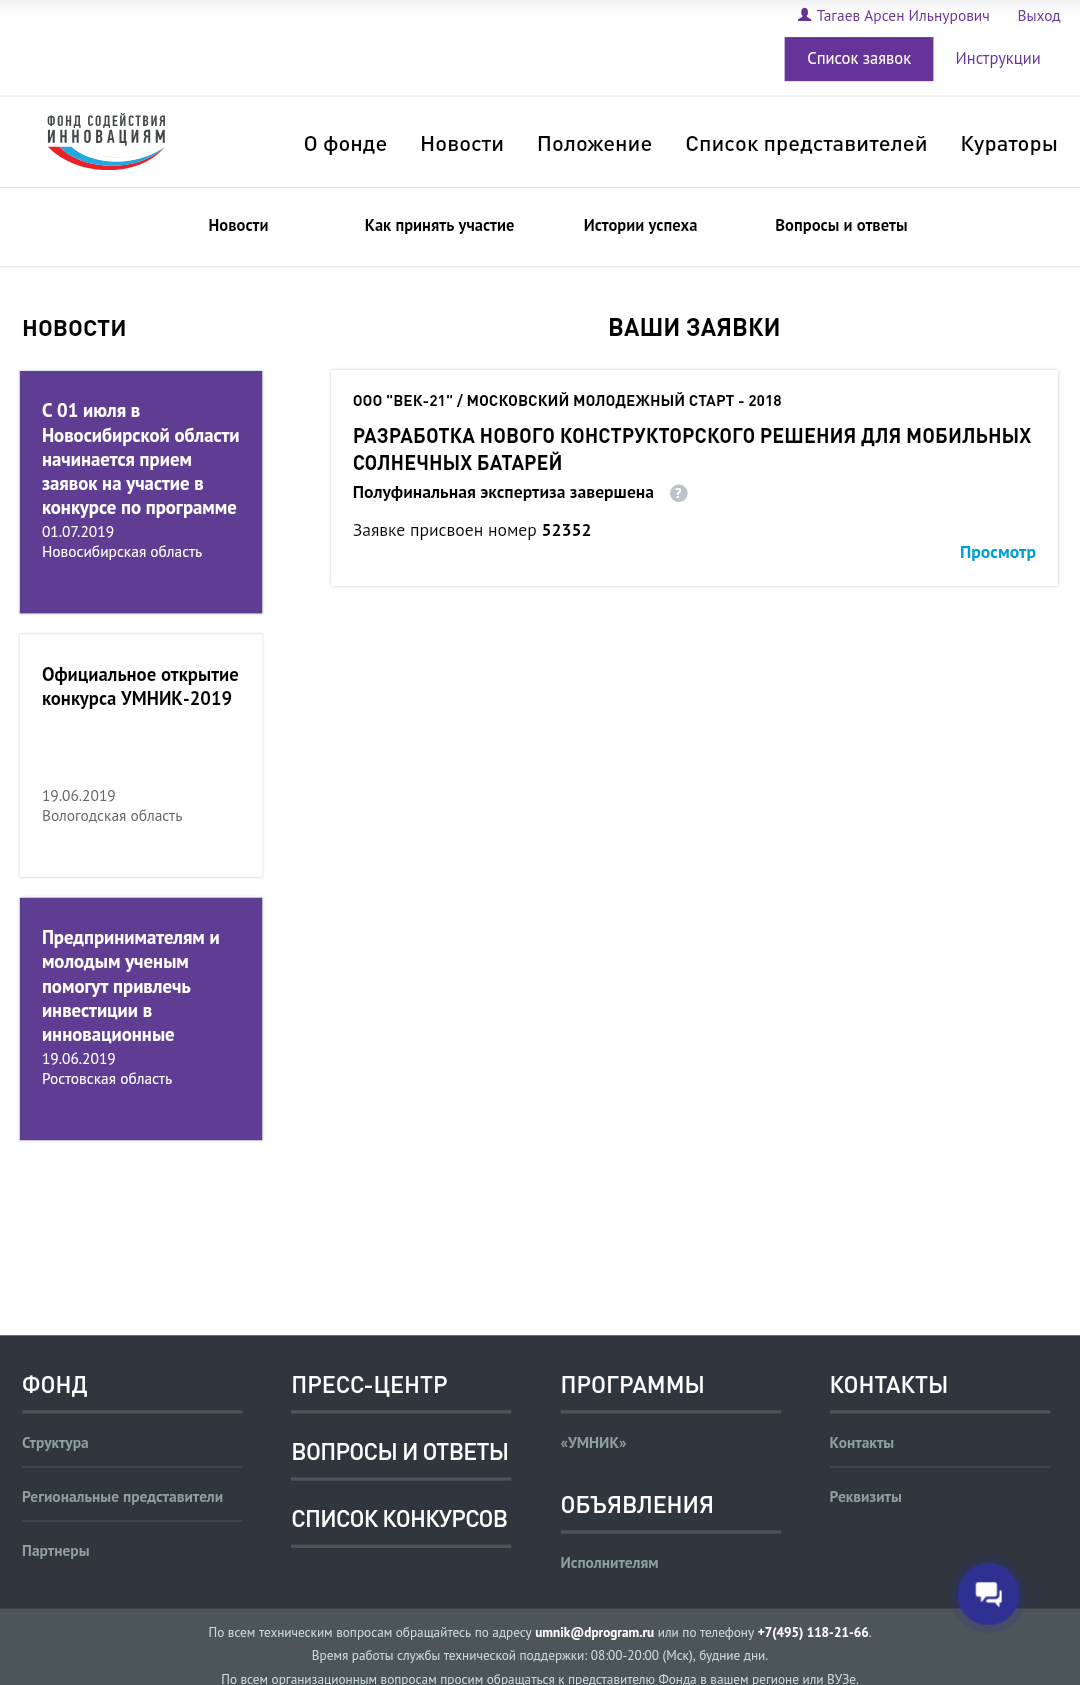 Тагаев Арсен Ильнурович Выход
Список заявок Инструкции
ФОНД СОДЕЙСТВИЯ
ИННОВАЦИЯМ
О фонде Новости Положение Список представителей Кураторы
Новости Как принять участие Истории успеха Вопросы и ответы
НОВОСТИ
С 01 июля в
Новосибирской области
начинается прием
заявок на участие в
конкурсе по программе
01.07.2019
Новосибирская область
Официальное открытие
конкурса УМНИК-2019
19.06.2019
Вологодская область
Предпринимателям и
молодым ученым
помогут привлечь
инвестиции в
инновационные
19.06.2019
Ростовская область
ВАШИ ЗАЯВКИ
ООО "ВЕК-21" / МОСКОВСКИЙ МОЛОДЕЖНЫЙ СТАРТ - 2018
РАЗРАБОТКА НОВОГО КОНСТРУКТОРСКОГО РЕШЕНИЯ ДЛЯ МОБИЛЬНЫХ
СОЛНЕЧНЫХ БАТАРЕЙ
Полуфинальная экспертиза завершена ?
Заявке присвоен номер 52352
Просмотр
ФОНД
Структура
Региональные представители
Партнеры
ПРЕСС-ЦЕНТР
ВОПРОСЫ И ОТВЕТЫ
СПИСОК КОНКУРСОВ
ПРОГРАММЫ
«УМНИК»
ОБЪЯВЛЕНИЯ
Исполнителям
КОНТАКТЫ
Контакты
Реквизиты
По всем техническим вопросам обращайтесь по адресу umnik@dprogram.ru или по телефону +7(495) 118-21-66.
Время работы службы технической поддержки: 08:00-20:00 (Мск), будние дни.
По всем организационным вопросам просим обращаться к представителю Фонда в вашем регионе или ВУЗе.